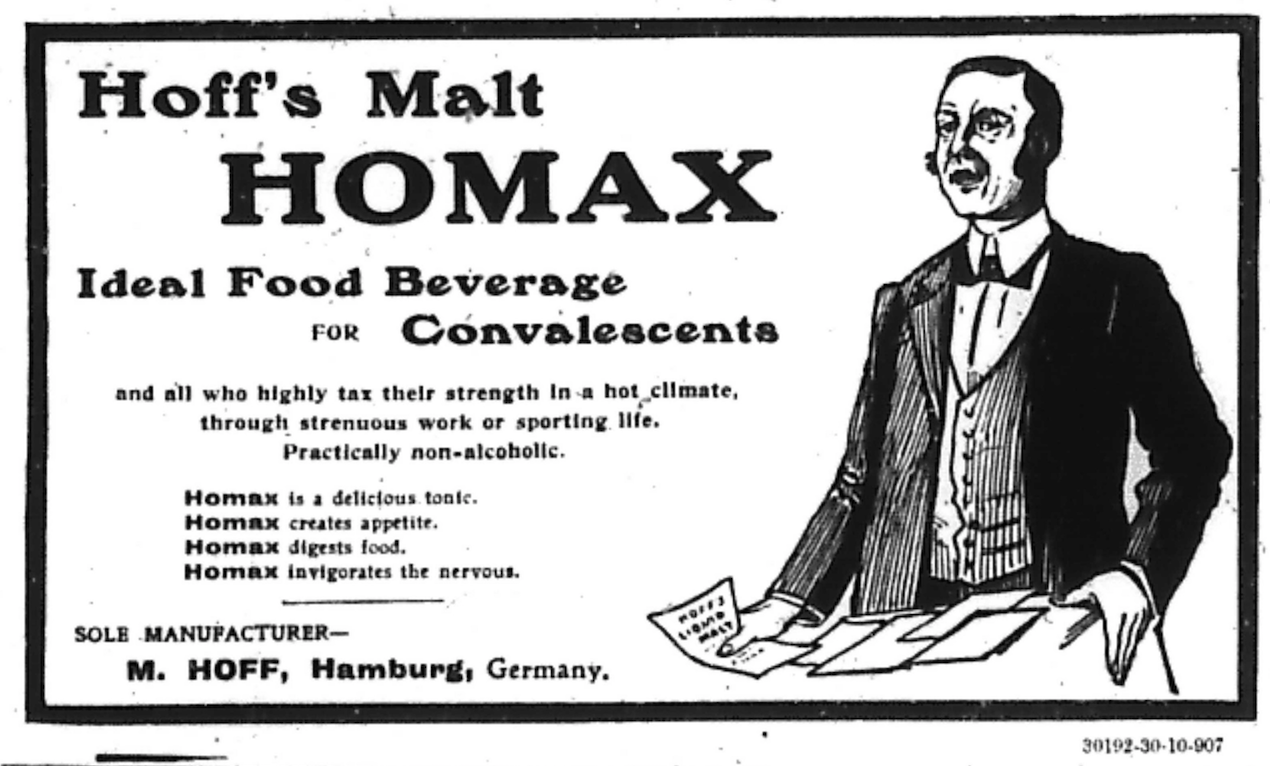 Hoff's Malt
HOMAX
Ideal Food Beverage
FOR Convalescents
and all who highly tax their strength in a hot climate,
through strenuous work or sporting life.
Practically non-alcoholic.
Homax is a delicious tonic.
Homax creates appetite.
Homax digests food.
Homax invigorates the nervous.
SOLE MANUFACTURER—
M. HOFF, Hamburg, Germany.
HOFFS
LIQUID
MALT
30192-30-10-907